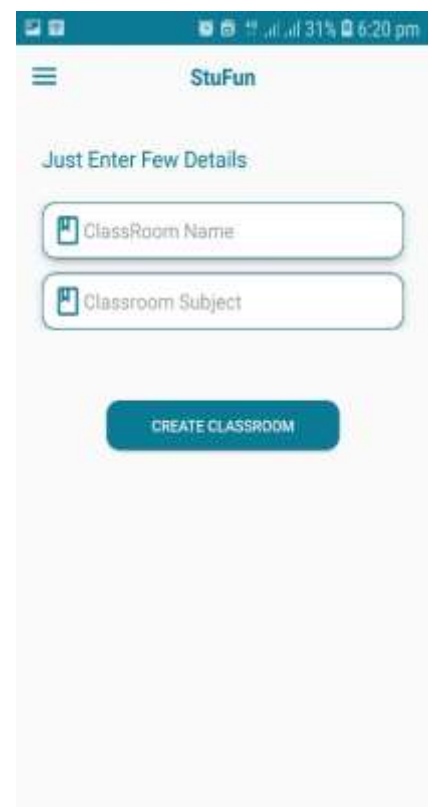 31% 6:20 pm
StuFun
Just Enter Few Details
ClassRoom Name
Classroom Subject
CREATE CLASSROOM